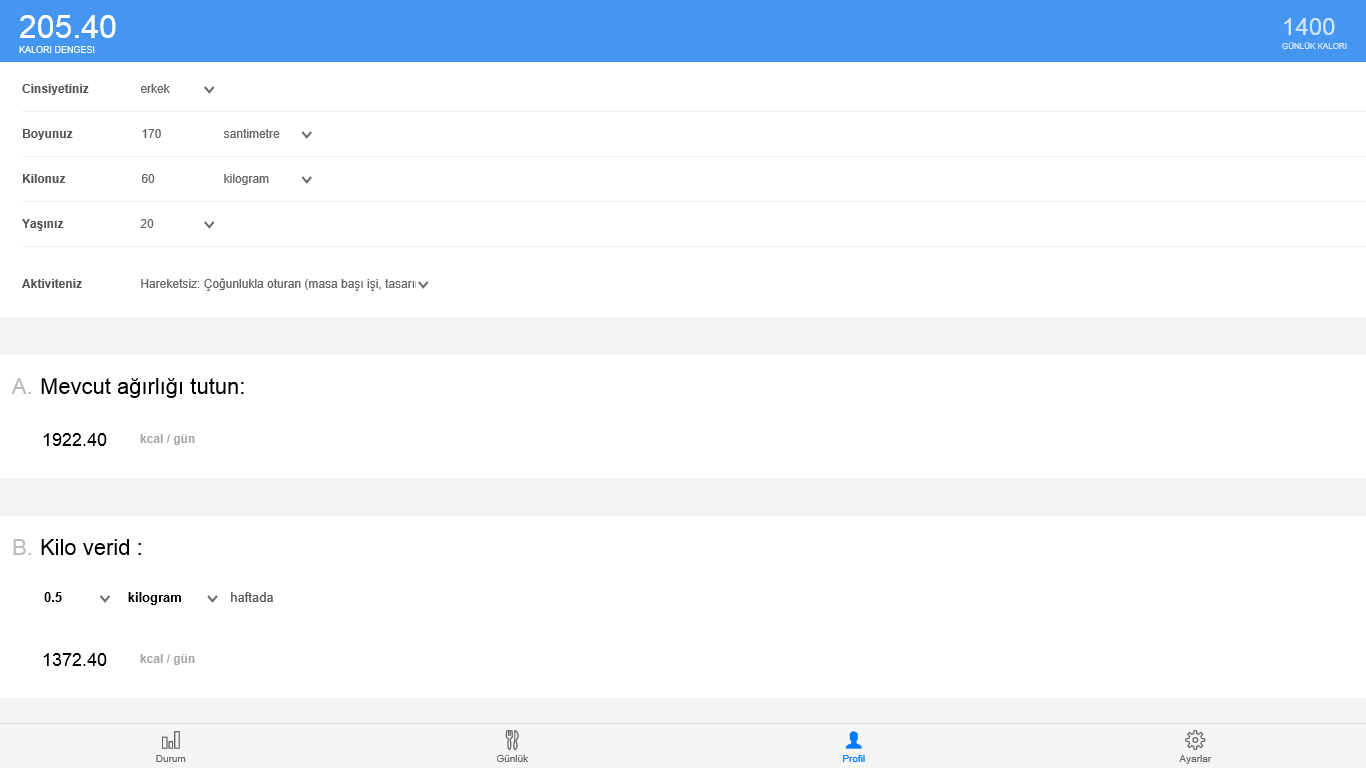 205.40
KALORI DENGESI
1400
GÜNLÜK KALORI
Cinsiyetiniz erkek
Boyunuz 170 santimetre
Kilonuz 60 kilogram
Yaşınız 20
Aktiviteniz Hareketsiz: Çoğunlukla oturan (masa başı işi, tasarı
A. Mevcut ağırlığı tutun:
1922.40 kcal / gün
B. Kilo verid :
0.5 kilogram haftada
1372.40 kcal / gün
Durum Günlük Profil Ayarlar